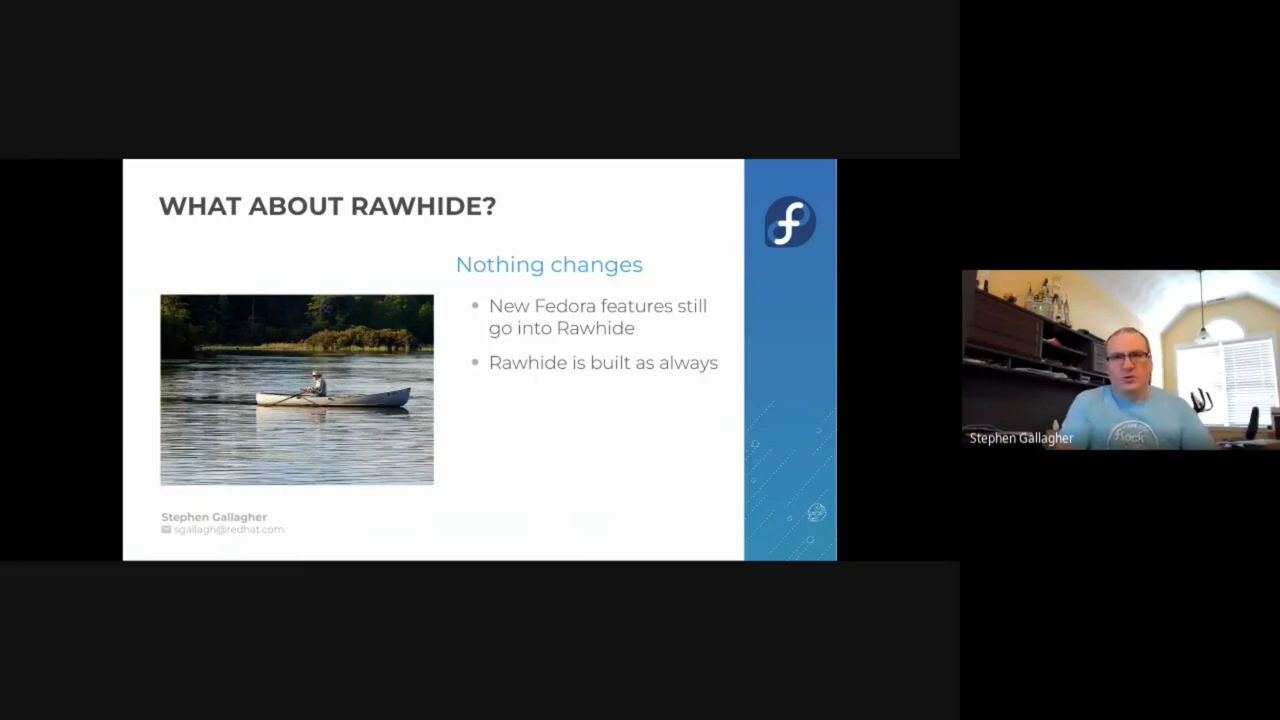 WHAT ABOUT RAWHIDE?
Nothing changes
New Fedora features still
go into Rawhide
Rawhide is built as always
Stephen Gallagher
sgallagh@redhat.com
Stephen Gallagher
flock